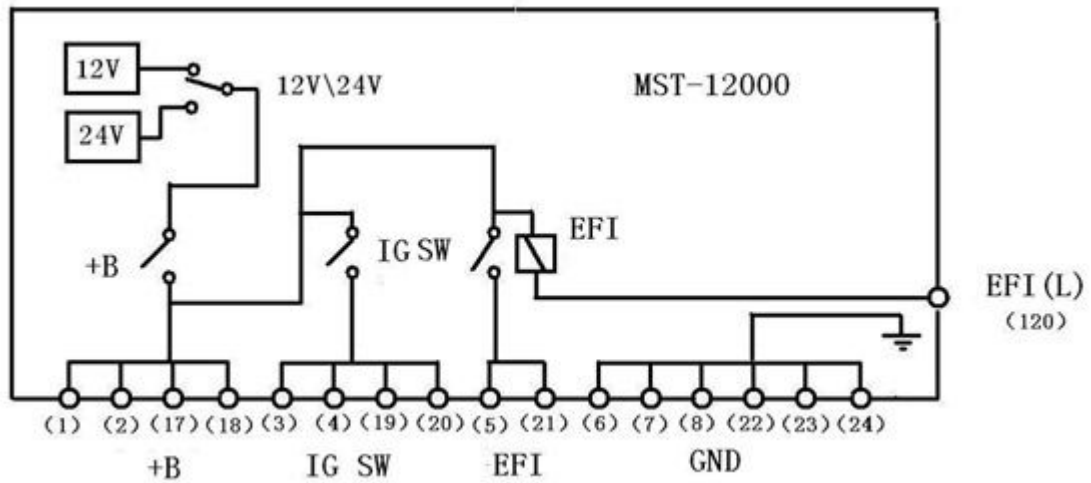 12V
12V\24V
MST-12000
24V
EFI
IG SW
+B
EFI(L)
(120)
(1) (2) (17) (18) (3) (4) (19) (20) (5) (21) (6) (7) (8) (22) (23) (24)
+B IG SW EFI GND